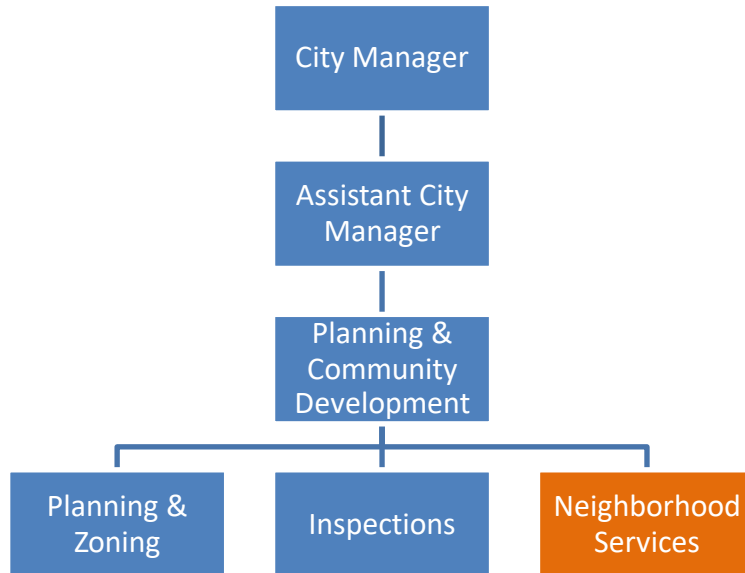 City Manager
Assistant City
Manager
Planning &
Community
Development
Planning &
Zoning
Inspections
Neighborhood
Services